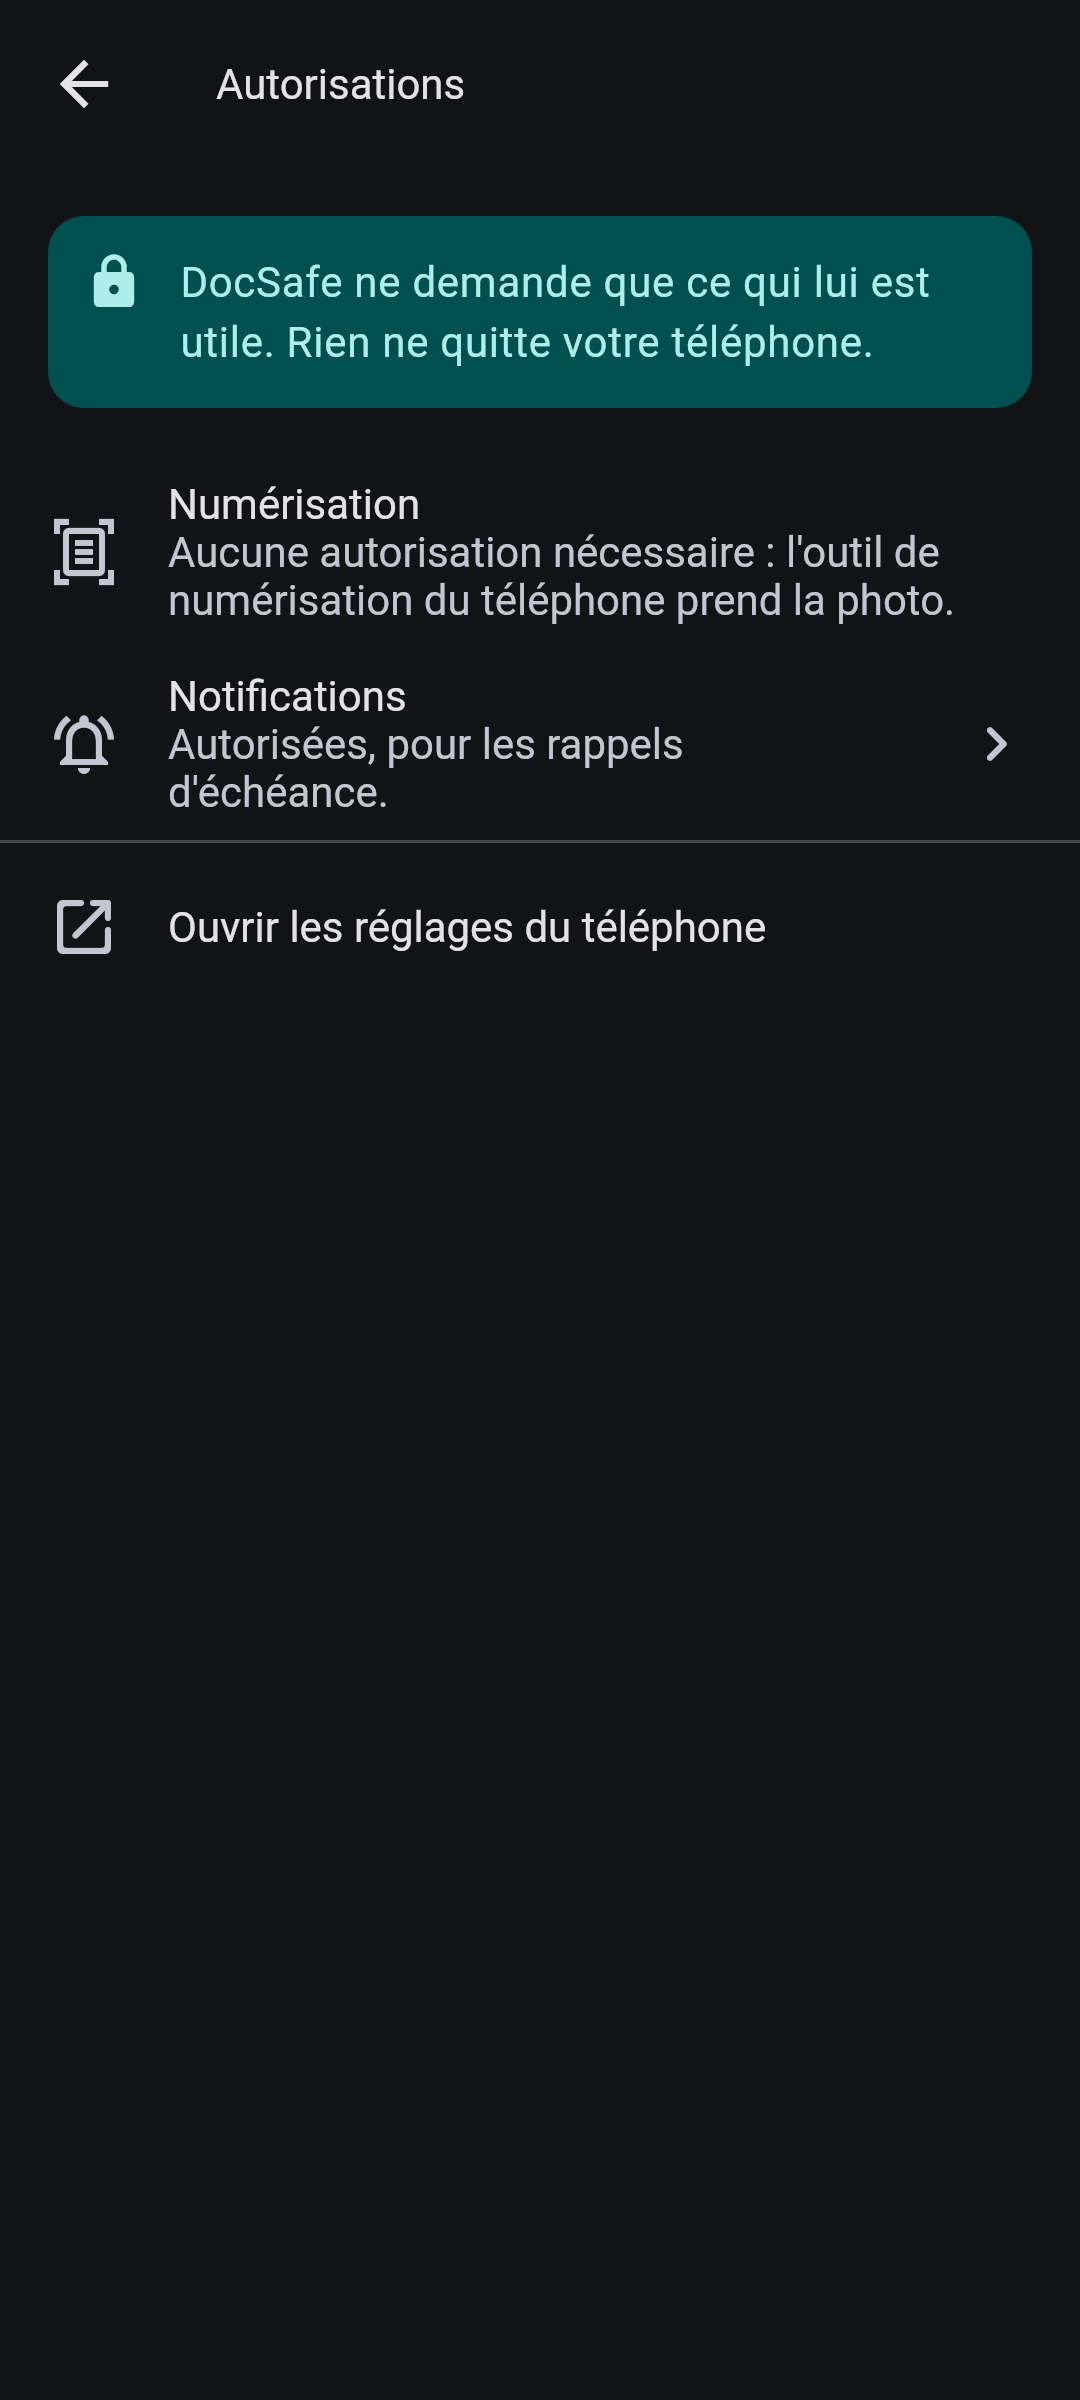 Autorisations
DocSafe ne demande que ce qui lui est
utile. Rien ne quitte votre téléphone.
Numérisation
Aucune autorisation nécessaire : l'outil de
numérisation du téléphone prend la photo.
Notifications
Autorisées, pour les rappels
d'échéance.
Ouvrir les réglages du téléphone